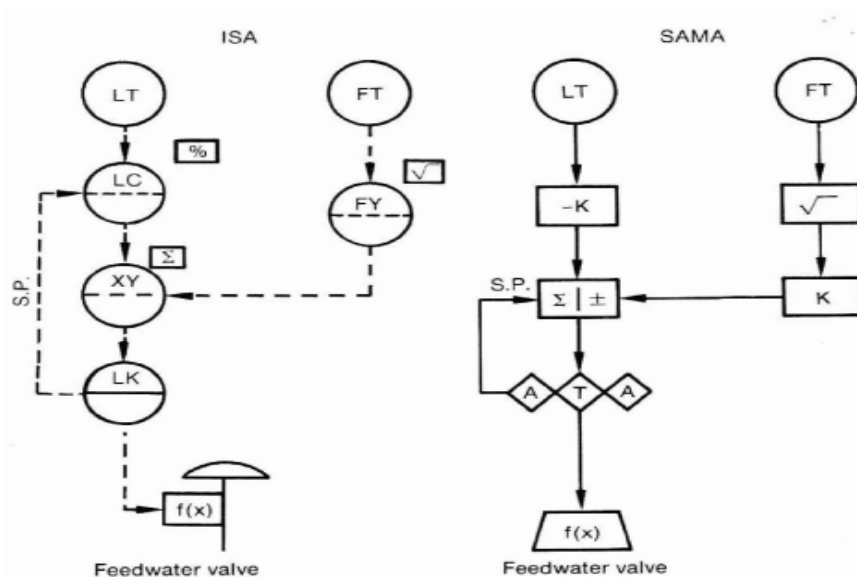 ISA
SAMA
LT
FT
LT
FT
%
√
LC
FY
-K
√
Σ
S.P.
XY
S.P.
Σ | ±
K
LK
A
T
A
f(x)
f(x)
Feedwater valve
Feedwater valve